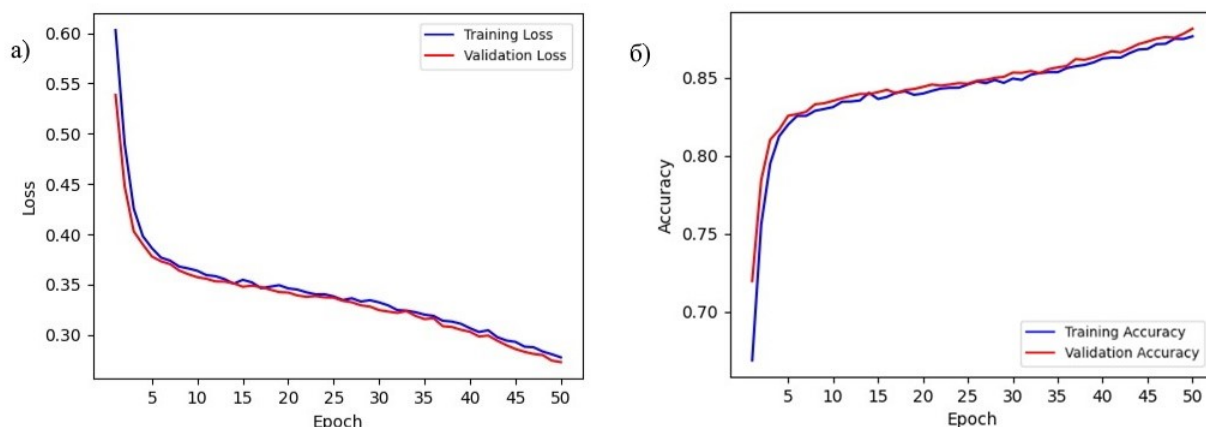 а)
0.60
0.55
0.50
0.45
0.40
0.35
0.30
Loss
Training Loss
Validation Loss
5 10 15 20 25 30 35 40 45 50
Epoch
б)
0.85
0.80
0.75
0.70
Accuracy
Training Accuracy
Validation Accuracy
5 10 15 20 25 30 35 40 45 50
Epoch